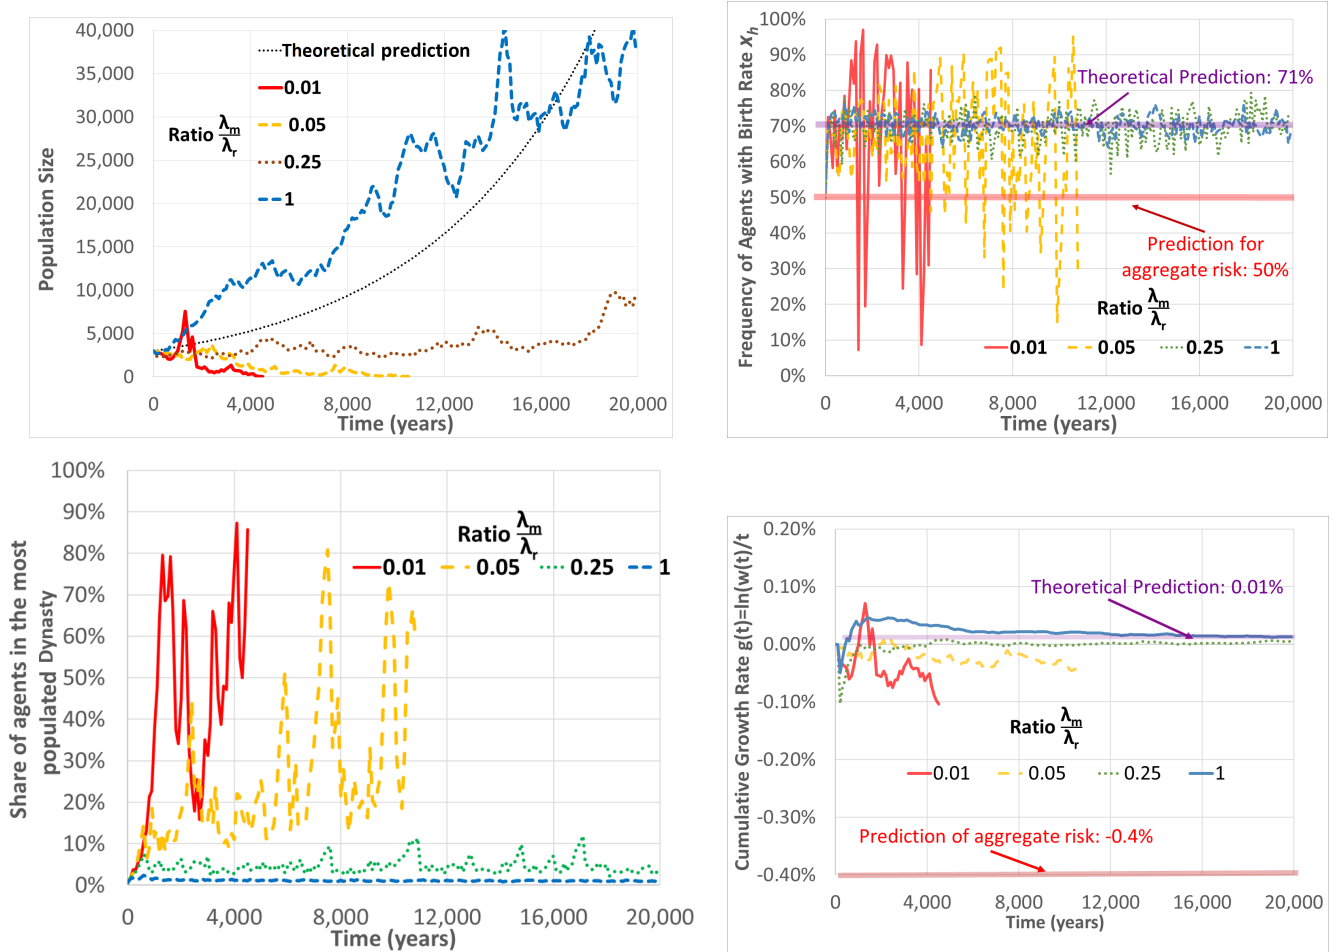 40,000
35,000
30,000
25,000
20,000
15,000
10,000
5,000
0
Population Size
Theoretical prediction
0.01
0.05
0.25
1
Ratio λm/λr
0 4,000 8,000 12,000 16,000 20,000
Time (years)
100%
90%
80%
70%
60%
50%
40%
30%
20%
10%
0%
Frequency of Agents with Birth Rate xh
Theoretical Prediction: 71%
Prediction for
aggregate risk: 50%
Ratio λm/λr
0.01 0.05 0.25 1
0 4,000 8,000 12,000 16,000 20,000
Time (years)
100%
90%
80%
70%
60%
50%
40%
30%
20%
10%
0%
Share of agents in the most
populated Dynasty
Ratio λm/λr
0.01 0.05 0.25 1
0 4,000 8,000 12,000 16,000 20,000
Time (years)
0.20%
0.10%
0.00%
-0.10%
-0.20%
-0.30%
-0.40%
Cumulative Growth Rate g(t)=ln(w(t)/t
Theoretical Prediction: 0.01%
Ratio λm/λr
0.01 0.05 0.25 1
Prediction of aggregate risk: -0.4%
0 4,000 8,000 12,000 16,000 20,000
Time (years)